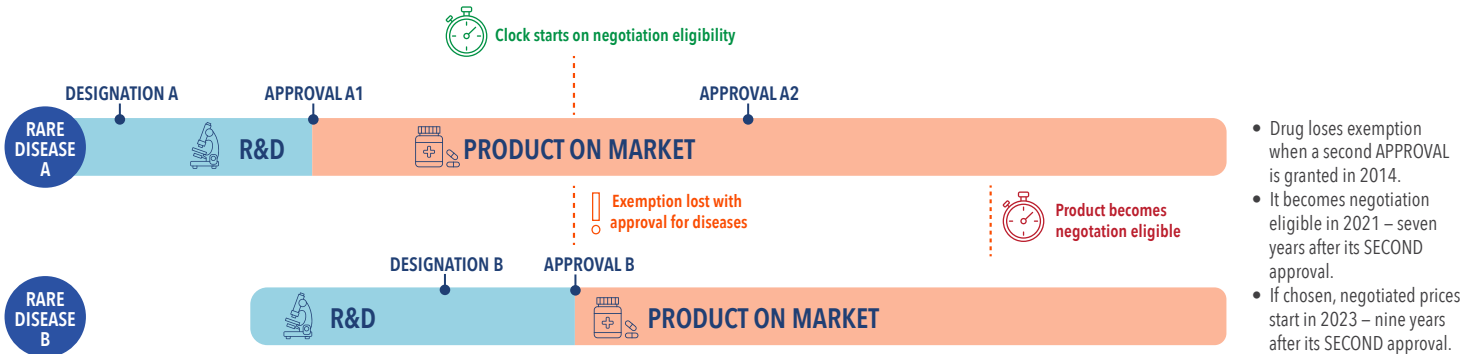 Clock starts on negotiation eligibility
DESIGNATION A
APPROVAL A1
APPROVAL A2
RARE
DISEASE
A
R&D
PRODUCT ON MARKET
Exemption lost with
approval for diseases
Product becomes
negotation eligible
DESIGNATION B
APPROVAL B
RARE
DISEASE
B
R&D
PRODUCT ON MARKET
• Drug loses exemption
when a second APPROVAL
is granted in 2014.
• It becomes negotiation
eligible in 2021 – seven
years after its SECOND
approval.
• If chosen, negotiated prices
start in 2023 – nine years
after its SECOND approval.